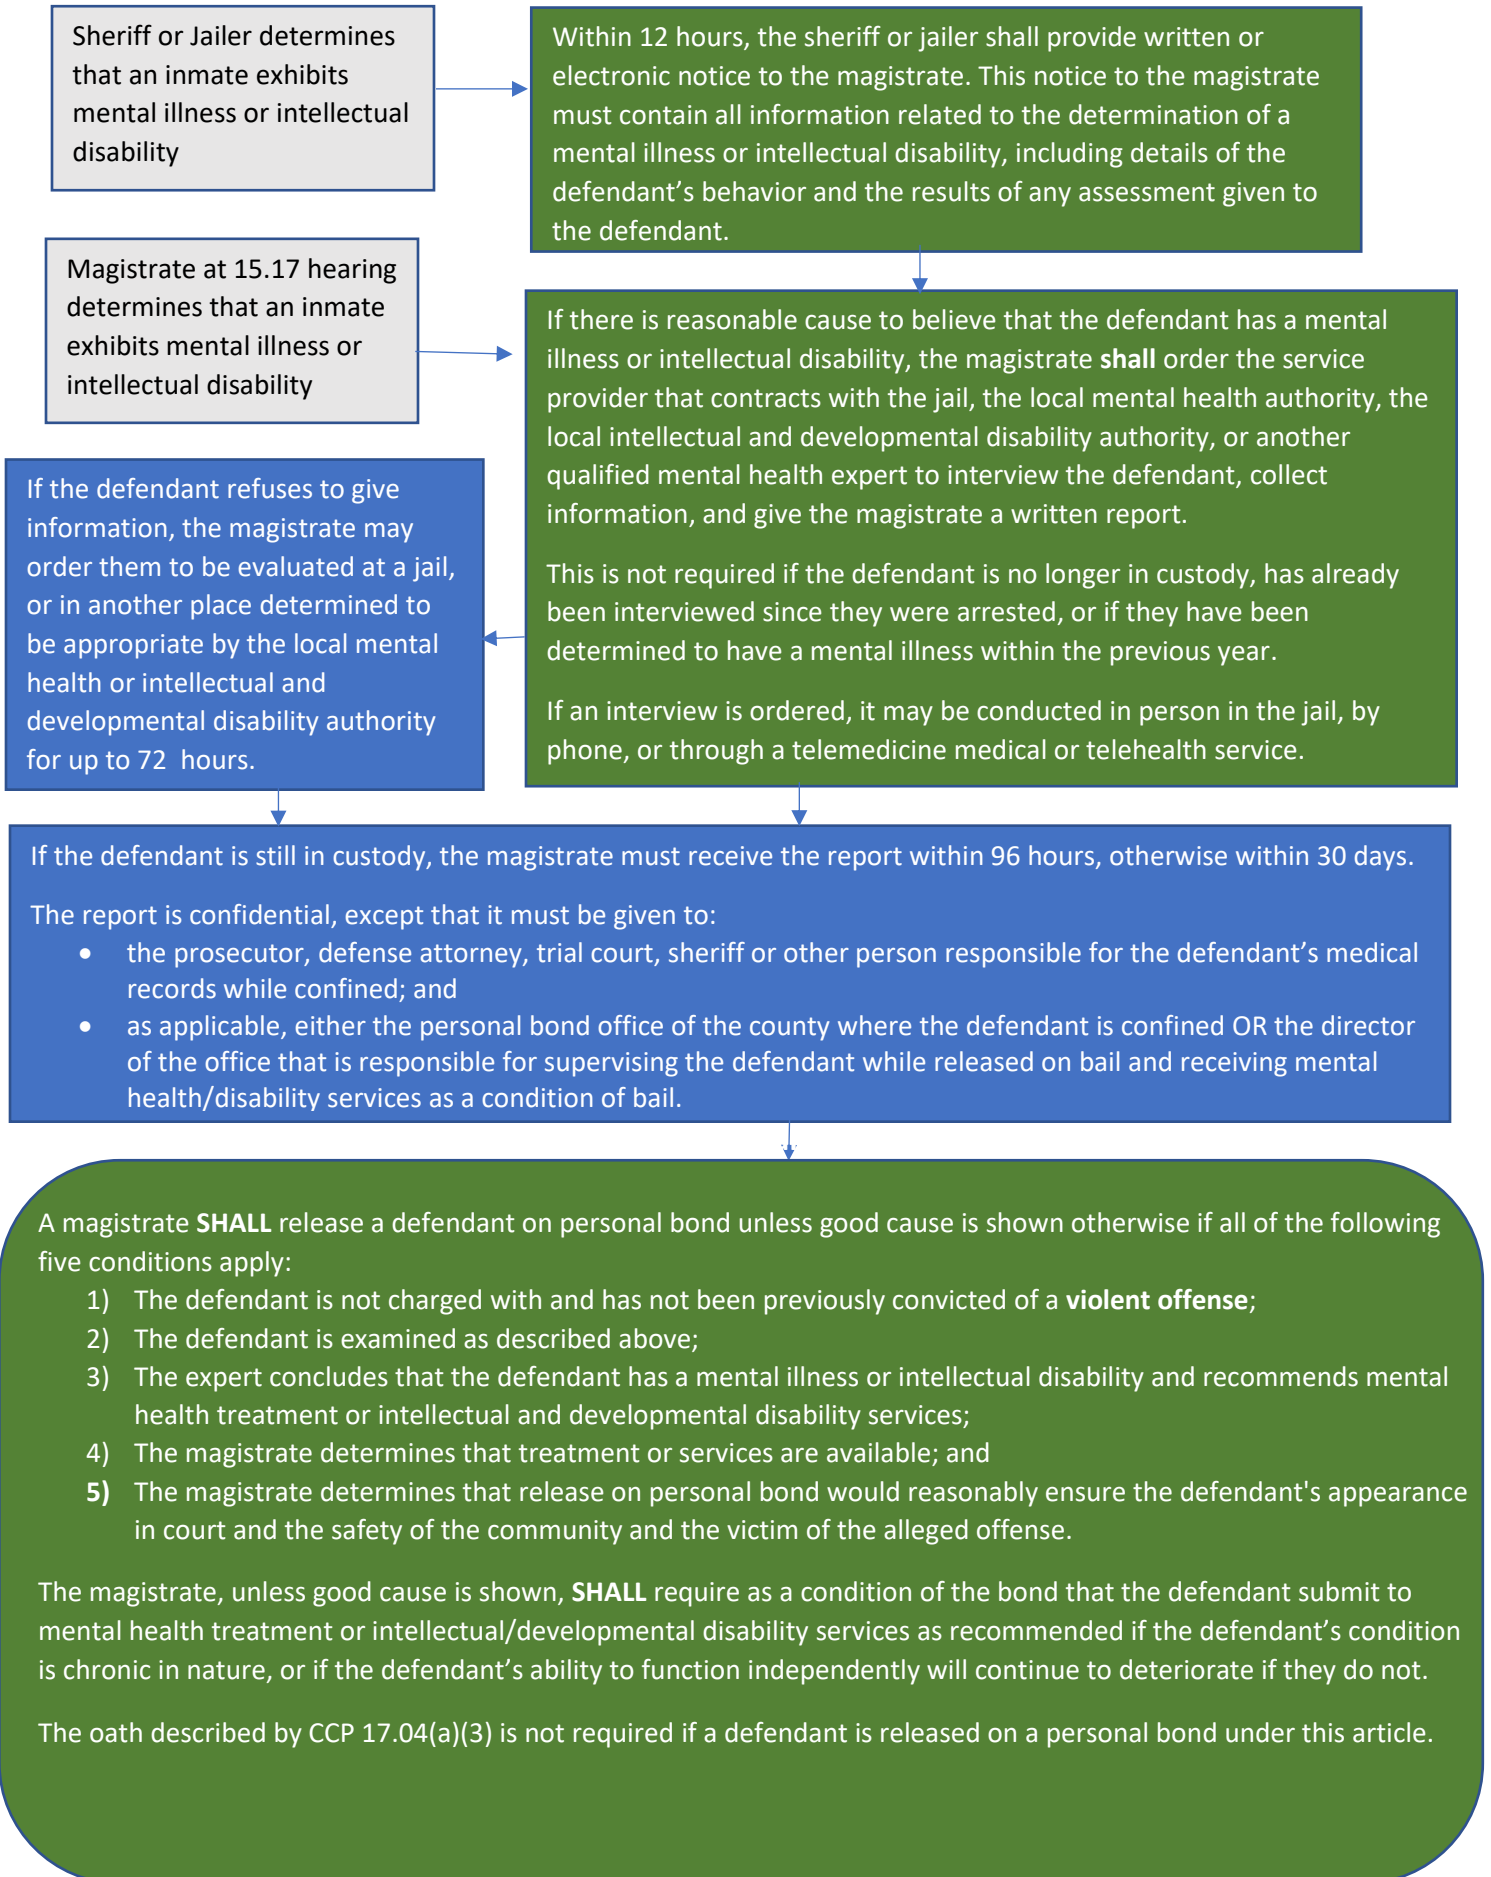 Sheriff or Jailer determines
that an inmate exhibits
mental illness or intellectual
disability
Within 12 hours, the sheriff or jailer shall provide written or
electronic notice to the magistrate. This notice to the magistrate
must contain all information related to the determination of a
mental illness or intellectual disability, including details of the
defendant’s behavior and the results of any assessment given to
the defendant.
Magistrate at 15.17 hearing
determines that an inmate
exhibits mental illness or
intellectual disability
If there is reasonable cause to believe that the defendant has a mental
illness or intellectual disability, the magistrate shall order the service
provider that contracts with the jail, the local mental health authority, the
local intellectual and developmental disability authority, or another
qualified mental health expert to interview the defendant, collect
information, and give the magistrate a written report.
This is not required if the defendant is no longer in custody, has already
been interviewed since they were arrested, or if they have been
determined to have a mental illness within the previous year.
If an interview is ordered, it may be conducted in person in the jail, by
phone, or through a telemedicine medical or telehealth service.
If the defendant refuses to give
information, the magistrate may
order them to be evaluated at a jail,
or in another place determined to
be appropriate by the local mental
health or intellectual and
developmental disability authority
for up to 72  hours.
If the defendant is still in custody, the magistrate must receive the report within 96 hours, otherwise within 30 days.
The report is confidential, except that it must be given to:
• the prosecutor, defense attorney, trial court, sheriff or other person responsible for the defendant’s medical
records while confined; and
• as applicable, either the personal bond office of the county where the defendant is confined OR the director
of the office that is responsible for supervising the defendant while released on bail and receiving mental
health/disability services as a condition of bail.
A magistrate SHALL release a defendant on personal bond unless good cause is shown otherwise if all of the following
five conditions apply:
1) The defendant is not charged with and has not been previously convicted of a violent offense;
2) The defendant is examined as described above;
3) The expert concludes that the defendant has a mental illness or intellectual disability and recommends mental
health treatment or intellectual and developmental disability services;
4) The magistrate determines that treatment or services are available; and
5) The magistrate determines that release on personal bond would reasonably ensure the defendant's appearance
in court and the safety of the community and the victim of the alleged offense.
The magistrate, unless good cause is shown, SHALL require as a condition of the bond that the defendant submit to
mental health treatment or intellectual/developmental disability services as recommended if the defendant’s condition
is chronic in nature, or if the defendant’s ability to function independently will continue to deteriorate if they do not.
The oath described by CCP 17.04(a)(3) is not required if a defendant is released on a personal bond under this article.